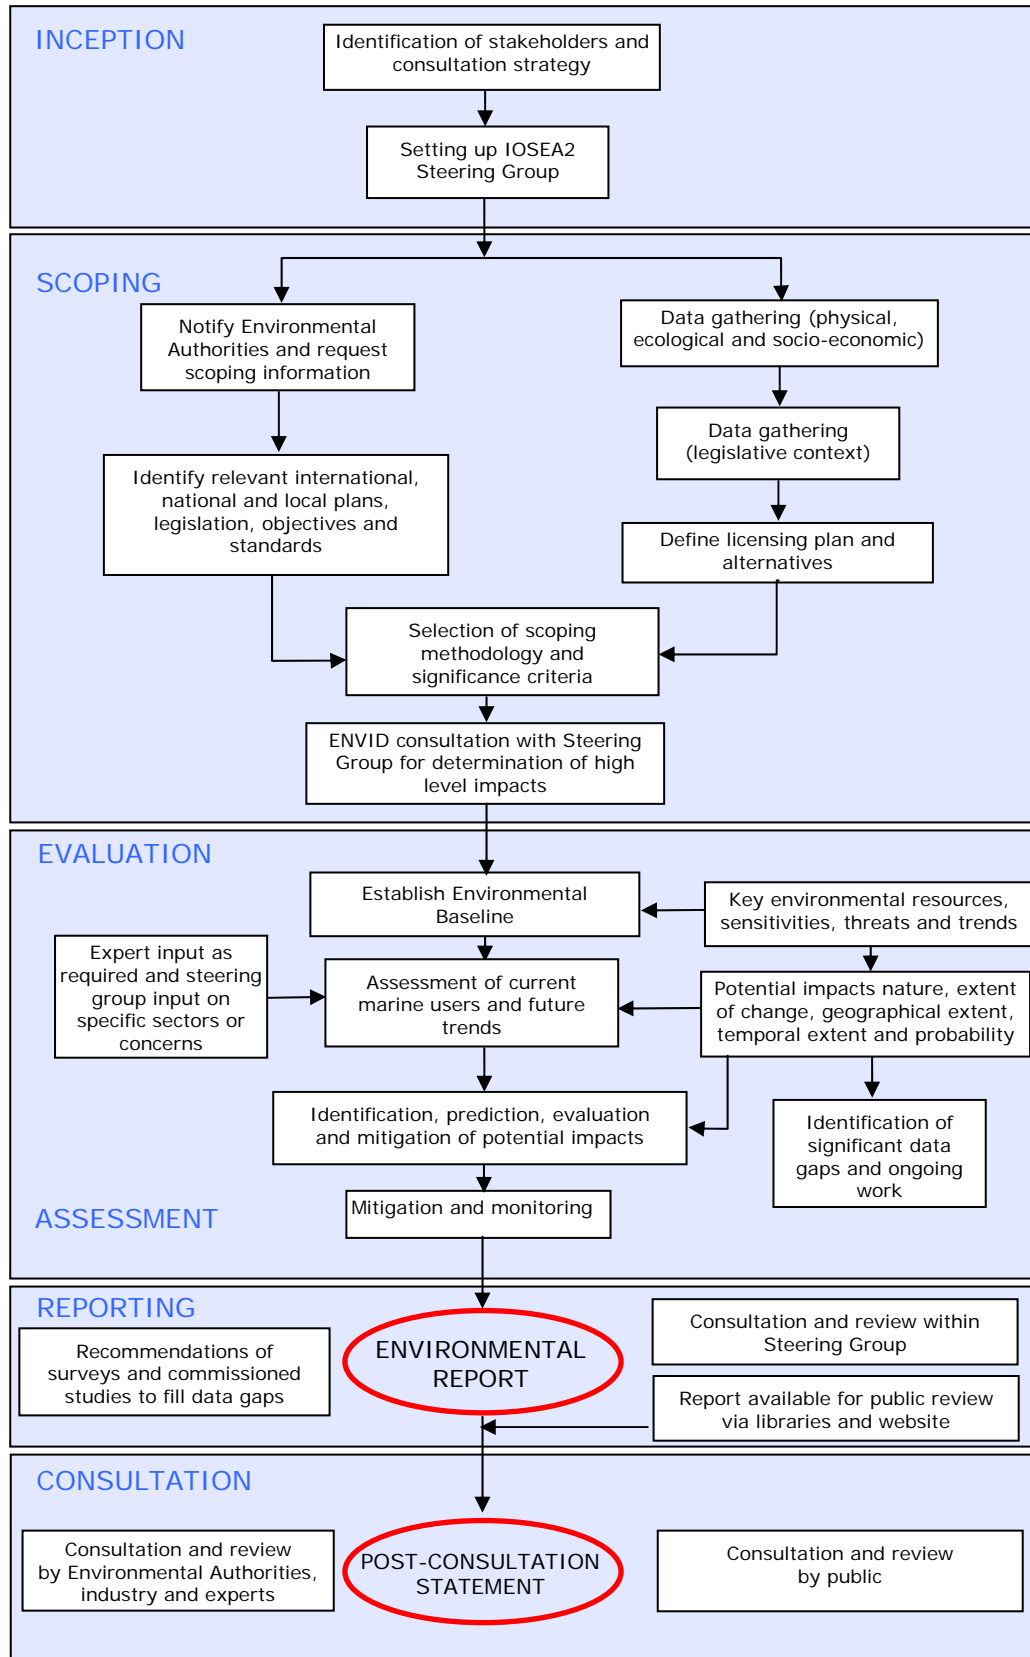 INCEPTION
Identification of stakeholders and
consultation strategy
Setting up IOSEA2
Steering Group
SCOPING
Notify Environmental
Authorities and request
scoping information
Data gathering (physical,
ecological and socio-economic)
Identify relevant international,
national and local plans,
legislation, objectives and
standards
Data gathering
(legislative context)
Define licensing plan and
alternatives
Selection of scoping
methodology and
significance criteria
ENVID consultation with Steering
Group for determination of high
level impacts
EVALUATION
Establish Environmental
Baseline
Key environmental resources,
sensitivities, threats and trends
Expert input as
required and steering
group input on
specific sectors or
concerns
Assessment of current
marine users and future
trends
Potential impacts nature, extent
of change, geographical extent,
temporal extent and probability
Identification, prediction, evaluation
and mitigation of potential impacts
Identification of
significant data
gaps and ongoing
work
Mitigation and monitoring
ASSESSMENT
REPORTING
Recommendations of
surveys and commissioned
studies to fill data gaps
ENVIRONMENTAL
REPORT
Consultation and review within
Steering Group
Report available for public review
via libraries and website
CONSULTATION
Consultation and review
by Environmental Authorities,
industry and experts
POST-CONSULTATION
STATEMENT
Consultation and review
by public